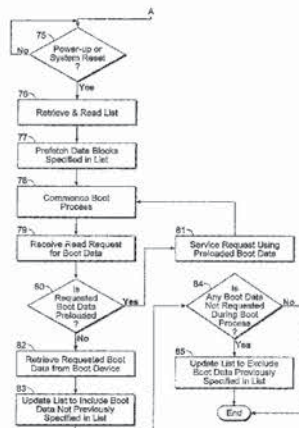 A
75
Power-up or
System Reset
?
No
Yes
76
Retrieve & Read List
77
Prefetch Data Blocks
Specified in List
78
Commence Boot
Process
79
Receive Read Request
for Boot Data
80
Is
Requested
Boot Data
Preloaded
?
Yes
No
81
Service Request Using
Preloaded Boot Data
82
Retrieve Requested Boot
Data from Boot Device
83
Update List to Include Boot
Data Not Previously
Specified in List
84
Is
Any Boot Data
Not Requested
During Boot
Process
?
No
Yes
85
Update List to Exclude
Boot Data Previously
Specified in List
End